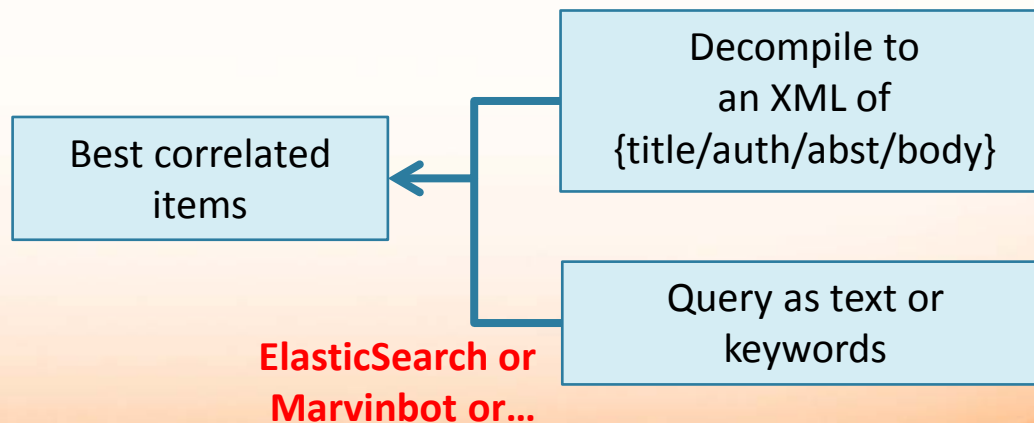 Decompile to
an XML of
{title/auth/abst/body}
Best correlated
items
Query as text or
keywords
ElasticSearch or
Marvinbot or…